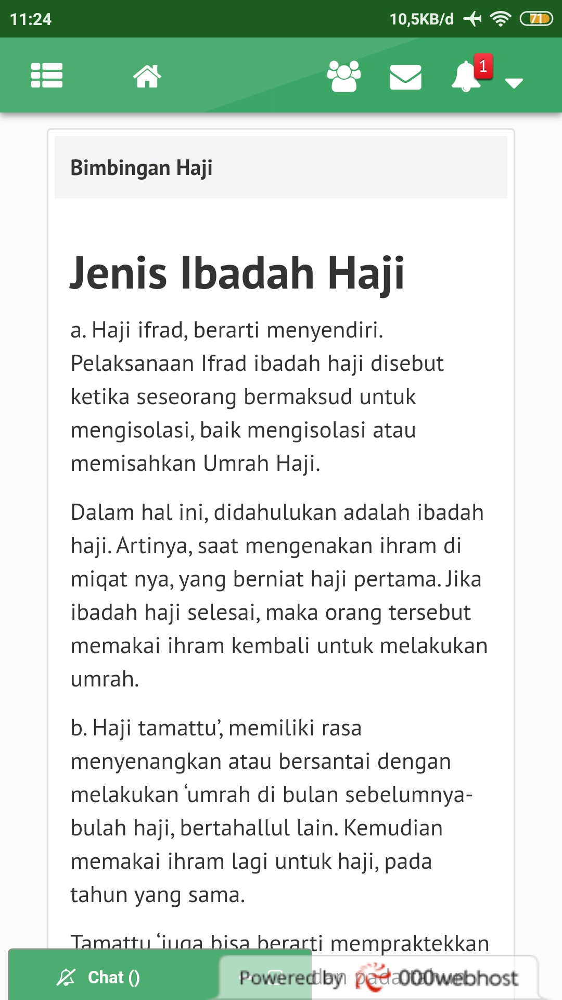 11:24 10,5KB/d 71
1
Bimbingan Haji
Jenis Ibadah Haji
a. Haji ifrad, berarti menyendiri.
Pelaksanaan Ifrad ibadah haji disebut
ketika seseorang bermaksud untuk
mengisolasi, baik mengisolasi atau
memisahkan Umrah Haji.
Dalam hal ini, didahulukan adalah ibadah
haji. Artinya, saat mengenakan ihram di
miqat nya, yang berniat haji pertama. Jika
ibadah haji selesai, maka orang tersebut
memakai ihram kembali untuk melakukan
umrah.
b. Haji tamattu’, memiliki rasa
menyenangkan atau bersantai dengan
melakukan ‘umrah di bulan sebelumnya-
bulah haji, bertahallul lain. Kemudian
memakai ihram lagi untuk haji, pada
tahun yang sama.
Tamattu ‘juga bisa berarti mempraktekkan
dan pada
Chat ()
Powered by 000webhost